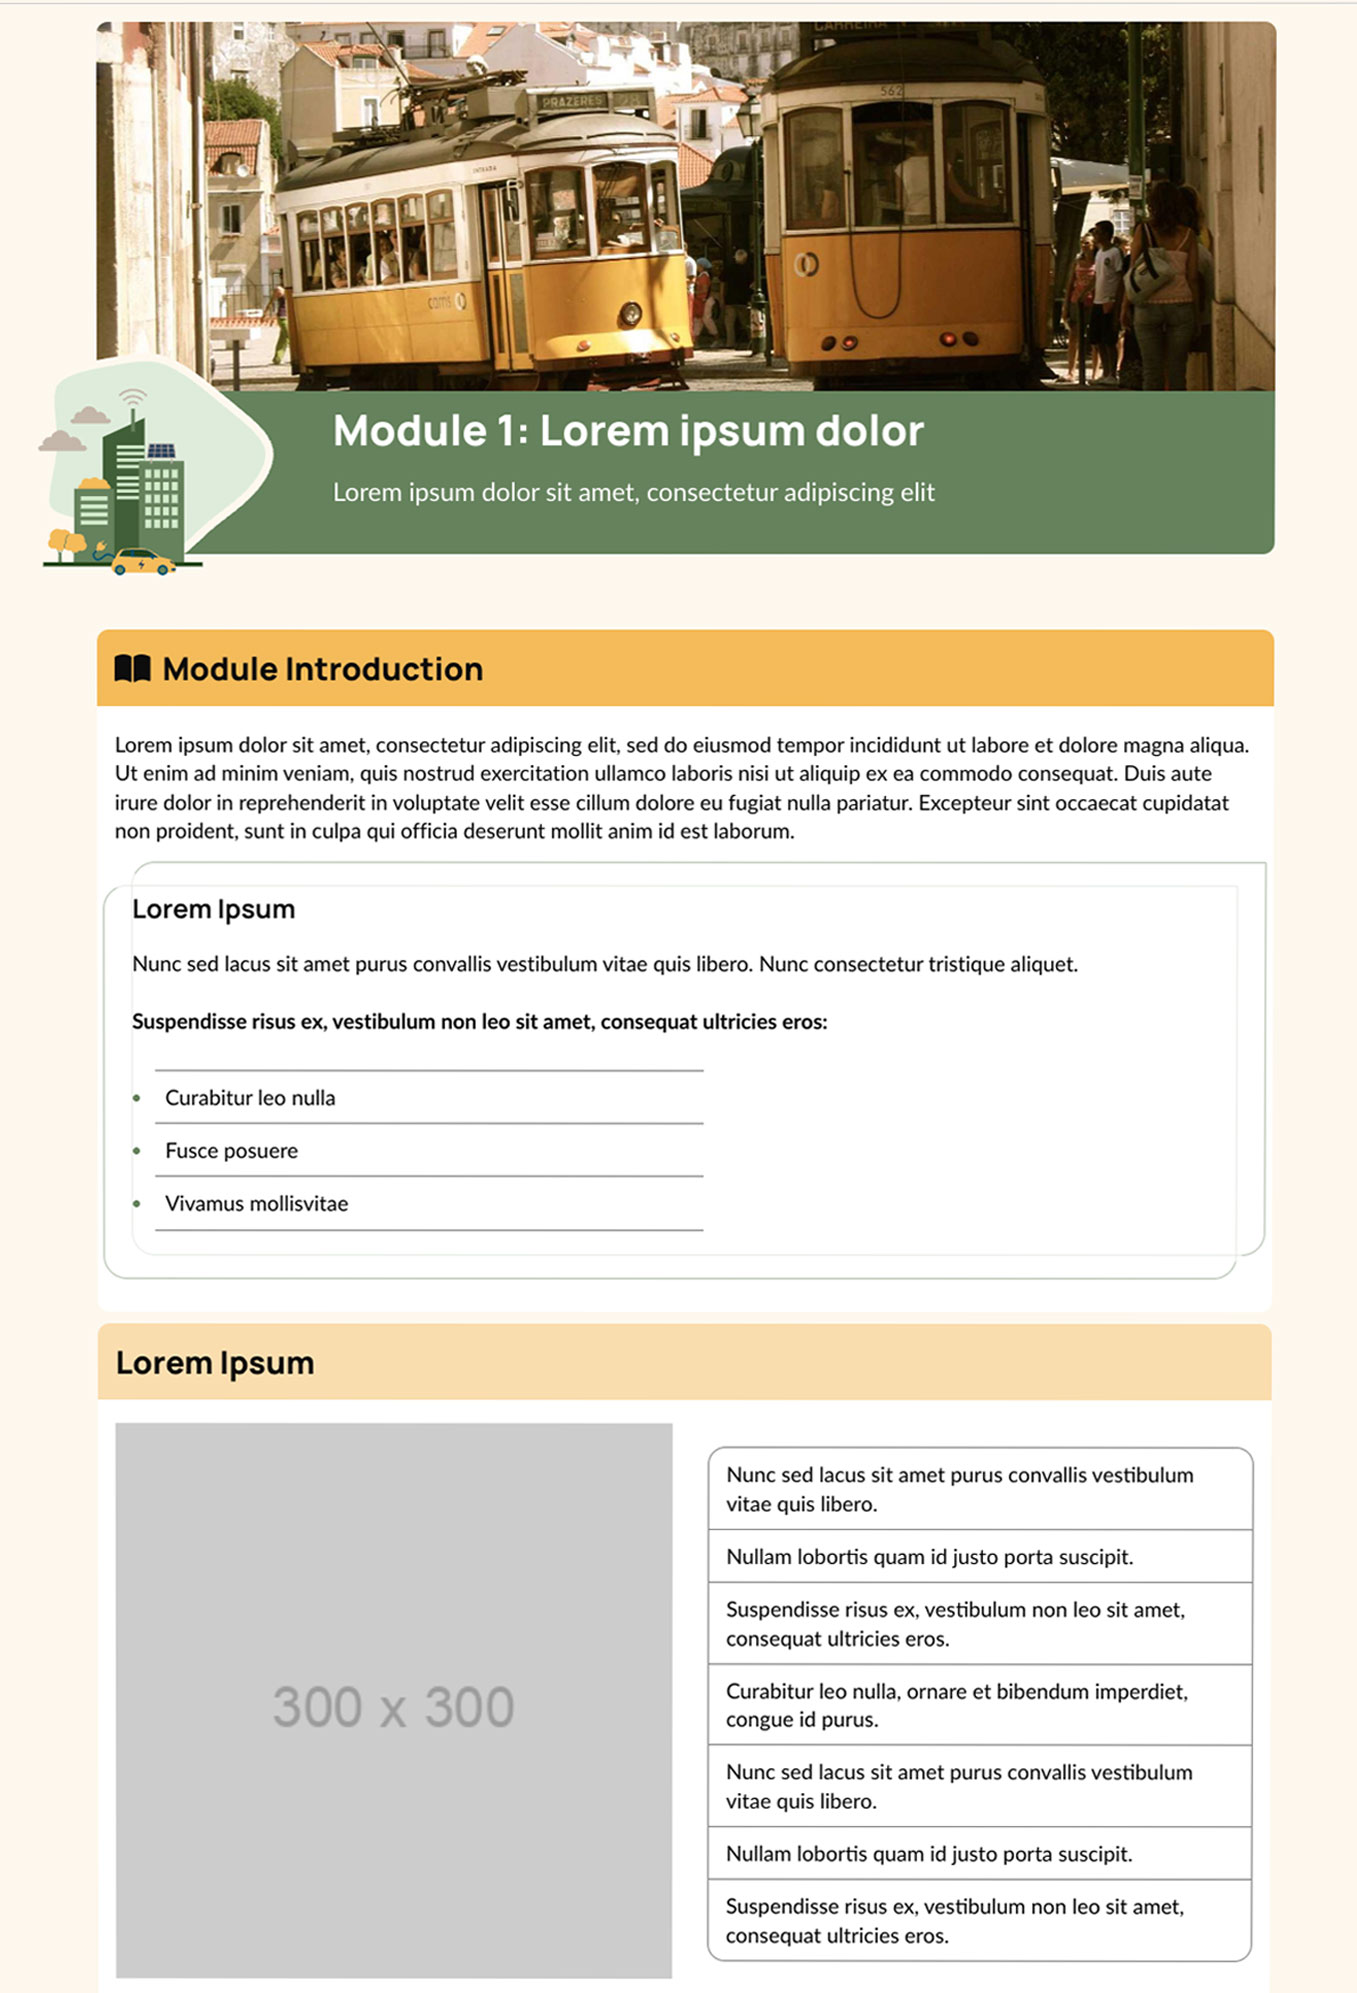 CARREIRA
PRAZERES 28
562
ENTRADA
carris
Module 1: Lorem ipsum dolor
Lorem ipsum dolor sit amet, consectetur adipiscing elit
Module Introduction
Lorem ipsum dolor sit amet, consectetur adipiscing elit, sed do eiusmod tempor incididunt ut labore et dolore magna aliqua.
Ut enim ad minim veniam, quis nostrud exercitation ullamco laboris nisi ut aliquip ex ea commodo consequat. Duis aute
irure dolor in reprehenderit in voluptate velit esse cillum dolore eu fugiat nulla pariatur. Excepteur sint occaecat cupidatat
non proident, sunt in culpa qui officia deserunt mollit anim id est laborum.
Lorem Ipsum
Nunc sed lacus sit amet purus convallis vestibulum vitae quis libero. Nunc consectetur tristique aliquet.
Suspendisse risus ex, vestibulum non leo sit amet, consequat ultricies eros:
• Curabitur leo nulla
• Fusce posuere
• Vivamus mollisvitae
Lorem Ipsum
300 x 300
Nunc sed lacus sit amet purus convallis vestibulum
vitae quis libero.
Nullam lobortis quam id justo porta suscipit.
Suspendisse risus ex, vestibulum non leo sit amet,
consequat ultricies eros.
Curabitur leo nulla, ornare et bibendum imperdiet,
congue id purus.
Nunc sed lacus sit amet purus convallis vestibulum
vitae quis libero.
Nullam lobortis quam id justo porta suscipit.
Suspendisse risus ex, vestibulum non leo sit amet,
consequat ultricies eros.